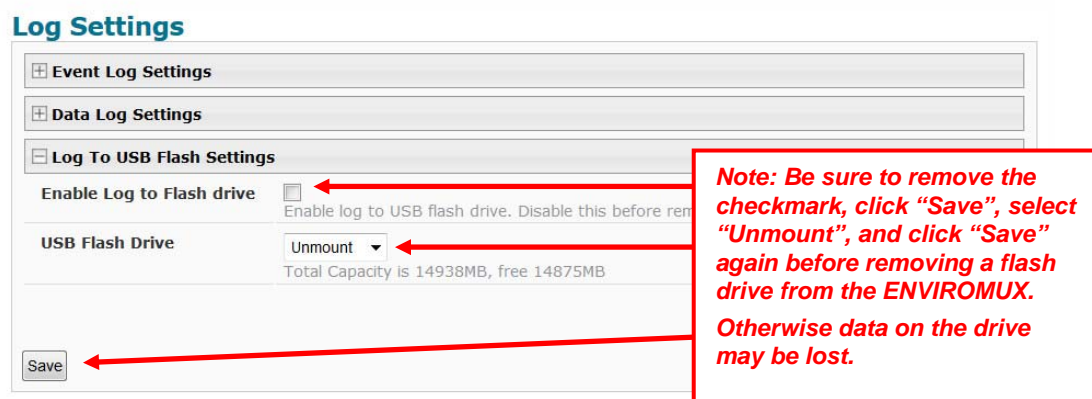 Log Settings
Event Log Settings
Data Log Settings
Log To USB Flash Settings
Enable Log to Flash drive
Enable log to USB flash drive. Disable this before
USB Flash Drive
Unmount
Total Capacity is 14938MB, free 14875MB
Save
Note: Be sure to remove the
checkmark, click “Save”, select
“Unmount”, and click “Save”
again before removing a flash
drive from the ENVIROMUX.
Otherwise data on the drive
may be lost.